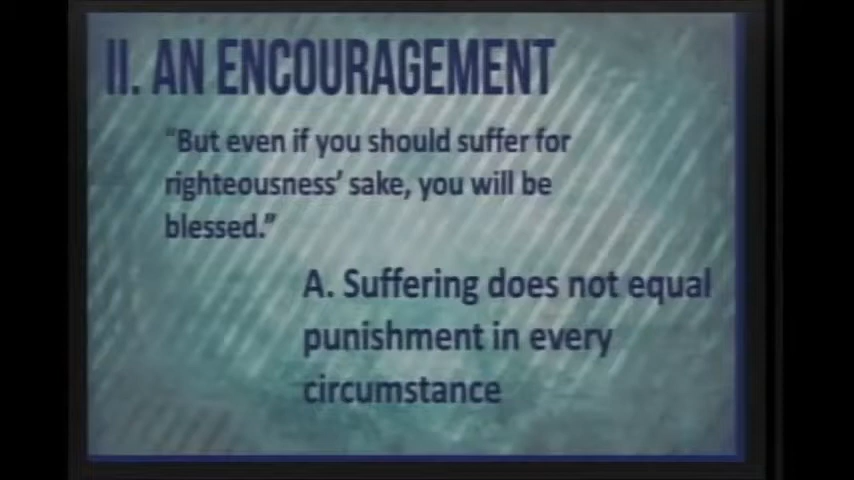 II. AN ENCOURAGEMENT
"But even if you should suffer for
righteousness' sake, you will be
blessed."
A. Suffering does not equal
punishment in every
circumstance